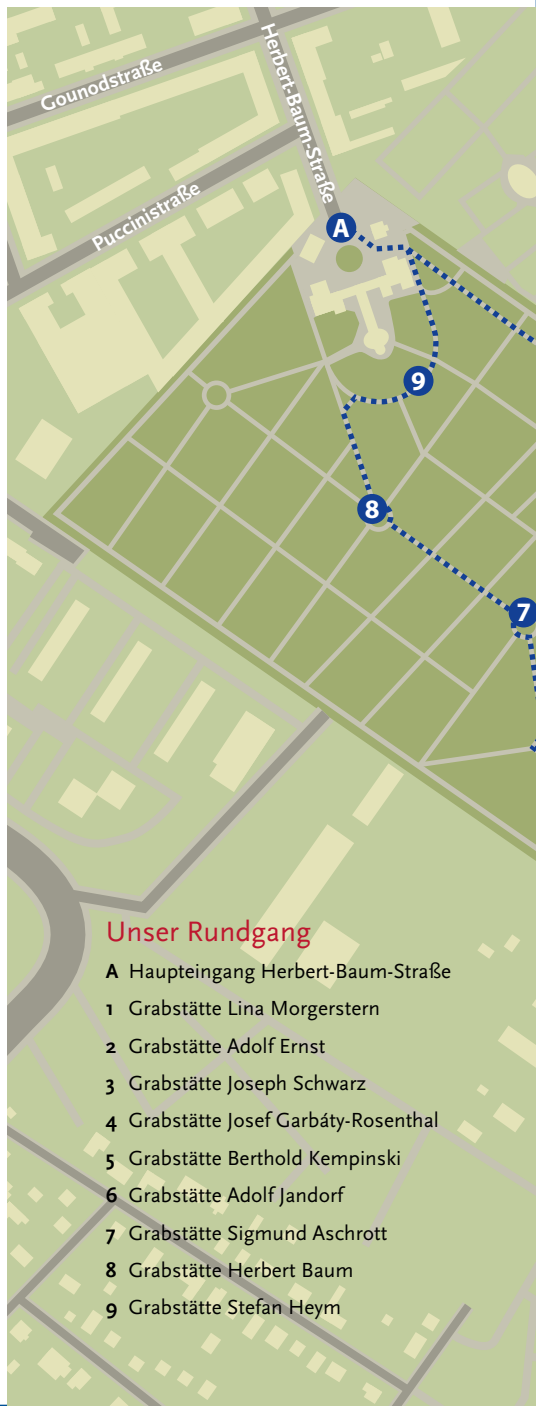 Gounodstraße
Herbert-Baum-Straße
Puccinistraße
A
9
8
7
Unser Rundgang
A Haupteingang Herbert-Baum-Straße
1 Grabstätte Lina Morgerstern
2 Grabstätte Adolf Ernst
3 Grabstätte Joseph Schwarz
4 Grabstätte Josef Garbáty-Rosenthal
5 Grabstätte Berthold Kempinski
6 Grabstätte Adolf Jandorf
7 Grabstätte Sigmund Aschrott
8 Grabstätte Herbert Baum
9 Grabstätte Stefan Heym